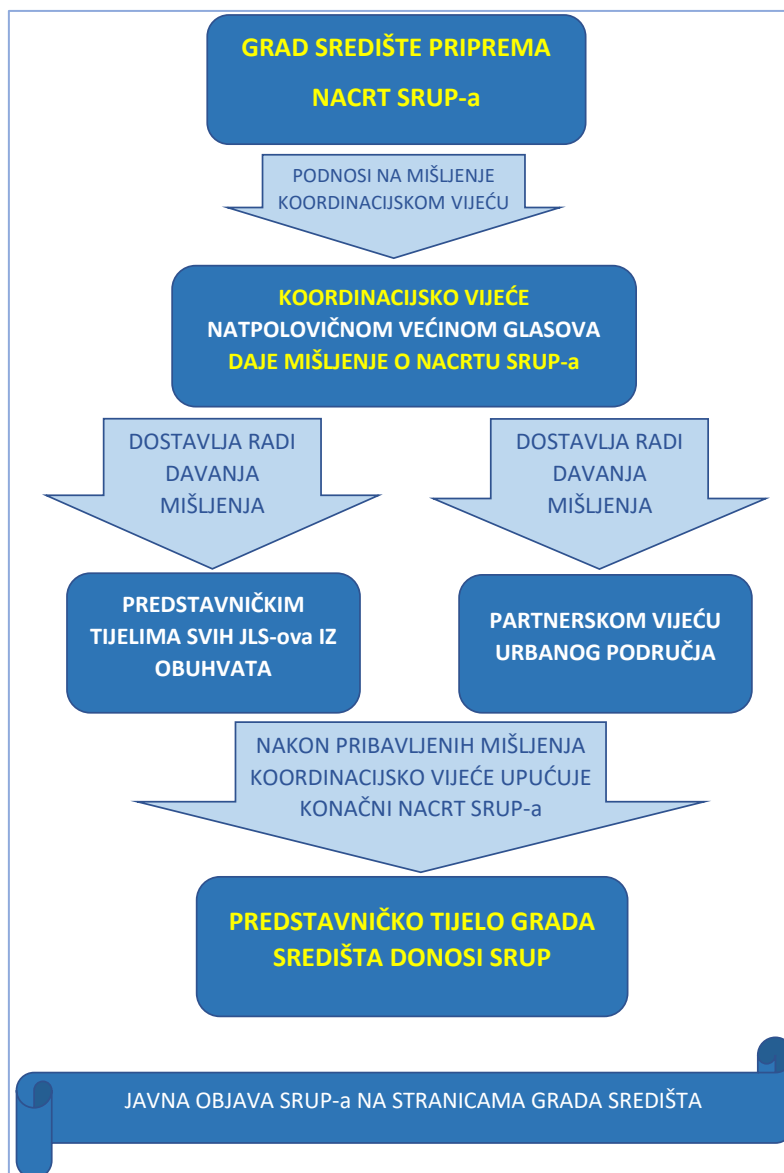 GRAD SREDIŠTE PRIPREMA
NACRT SRUP-a
PODNOSI NA MIŠLJENJE
KOORDINACIJSKOM VIJEĆU
KOORDINACIJSKO VIJEĆE
NATPOLOVIČNOM VEĆINOM GLASOVA
DAJE MIŠLJENJE O NACRTU SRUP-a
DOSTAVLJA RADI
DAVANJA
MIŠLJENJA
DOSTAVLJA RADI
DAVANJA
MIŠLJENJA
PREDSTAVNIČKIM
TIJELIMA SVIH JLS-ova IZ
OBUHVATA
PARTNERSKOM VIJEĆU
URBANOG PODRUČJA
NAKON PRIBAVLJENIH MIŠLJENJA
KOORDINACIJSKO VIJEĆE UPUĆUJE
KONAČNI NACRT SRUP-a
PREDSTAVNIČKO TIJELO GRADA
SREDIŠTA DONOSI SRUP
JAVNA OBJAVA SRUP-a NA STRANICAMA GRADA SREDIŠTA